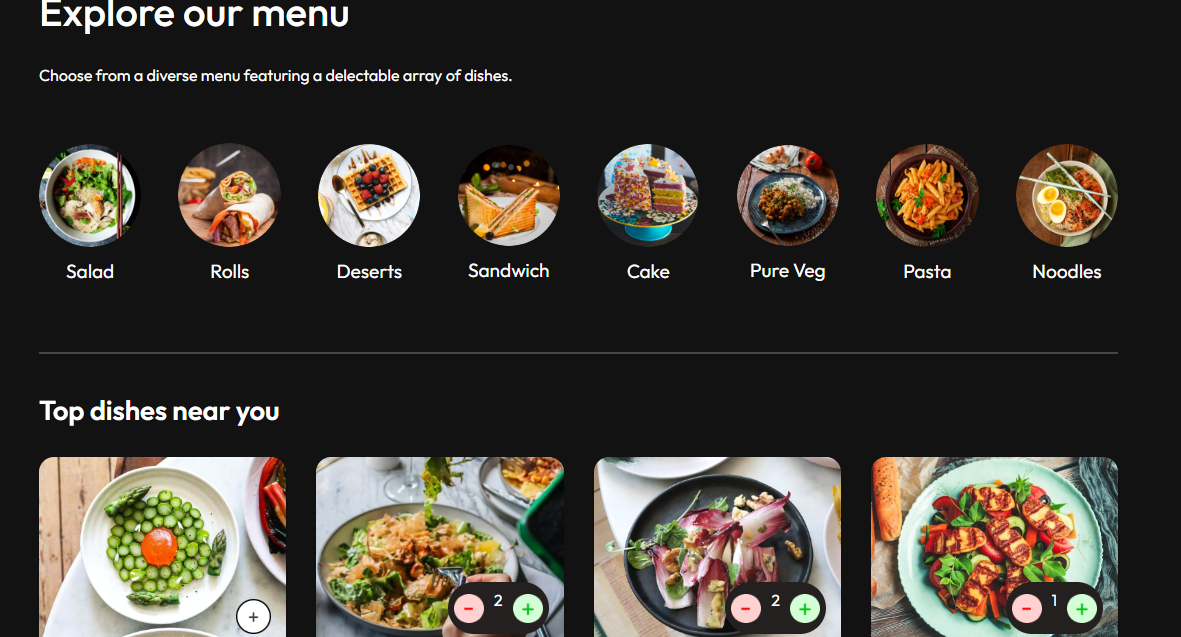 Explore our menu
Choose from a diverse menu featuring a delectable array of dishes.
Salad
Rolls
Deserts
Sandwich
Cake
Pure Veg
Pasta
Noodles
Top dishes near you
+
- 2 +
- 2 +
- 1 +